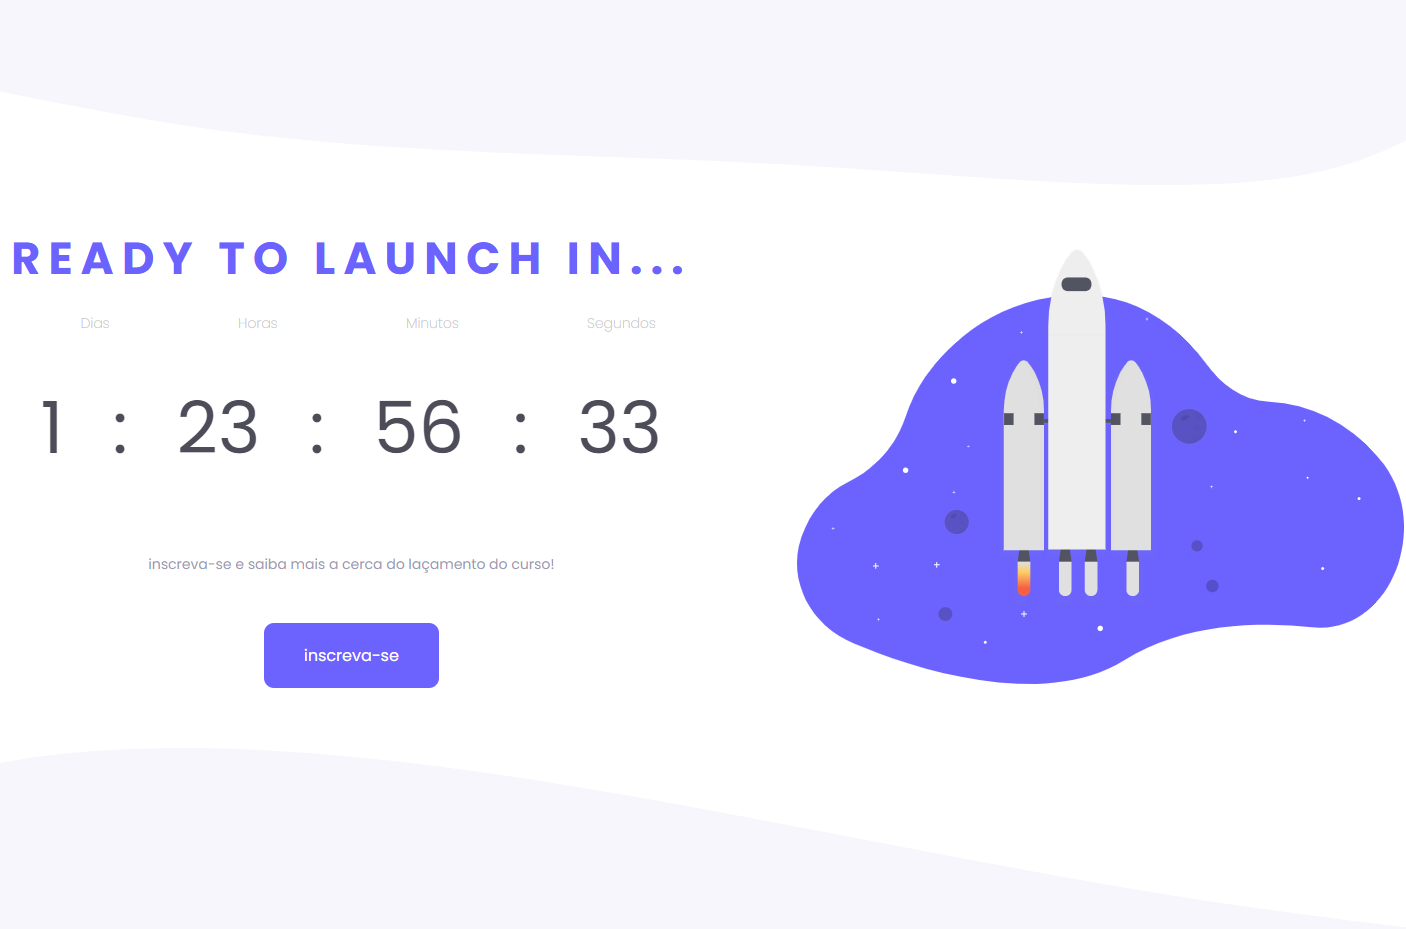 READY TO LAUNCH IN...
Dias Horas Minutos Segundos
1 : 23 : 56 : 33
inscreva-se e saiba mais a cerca do laçamento do curso!
inscreva-se